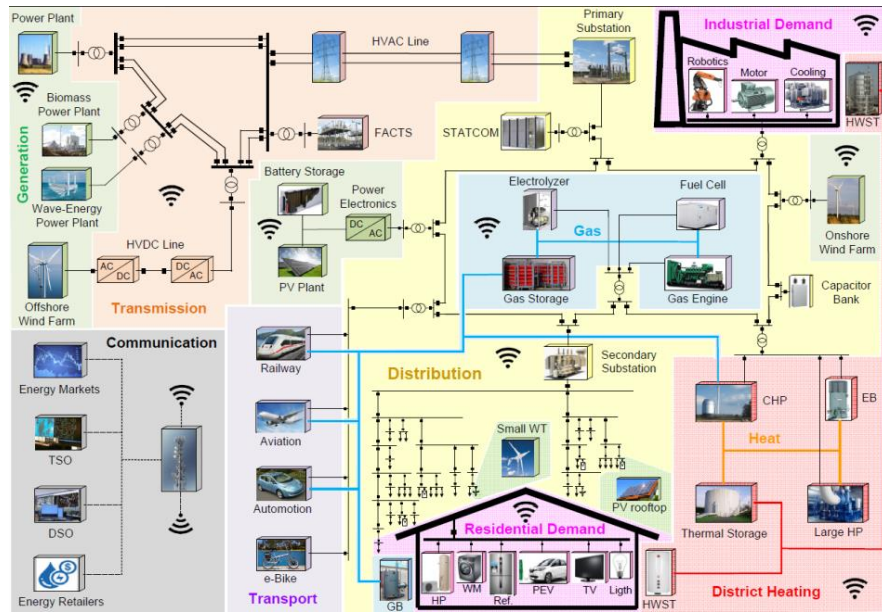 Power Plant
HVAC Line
Primary
Substation
Industrial Demand
Robotics
Motor
Cooling
HWST
Biomass
Power Plant
FACTS
STATCOM
Generation
Wave-Energy
Power Plant
Battery Storage
Power
Electronics
DC
AC
PV Plant
Electrolyzer
Fuel Cell
Gas
Gas Storage
Gas Engine
Onshore
Wind Farm
HVDC Line
AC
DC
DC
AC
Offshore
Wind Farm
Transmission
Capacitor
Bank
Communication
Energy Markets
TSO
DSO
Energy Retailers
Railway
Aviation
Automotion
e-Bike
Transport
Distribution
Secondary
Substation
Small WT
PV rooftop
CHP
EB
Heat
Thermal Storage
Large HP
Residential Demand
GB
HP
WM
Ref.
PEV
TV
Ligth
HWST
District Heating